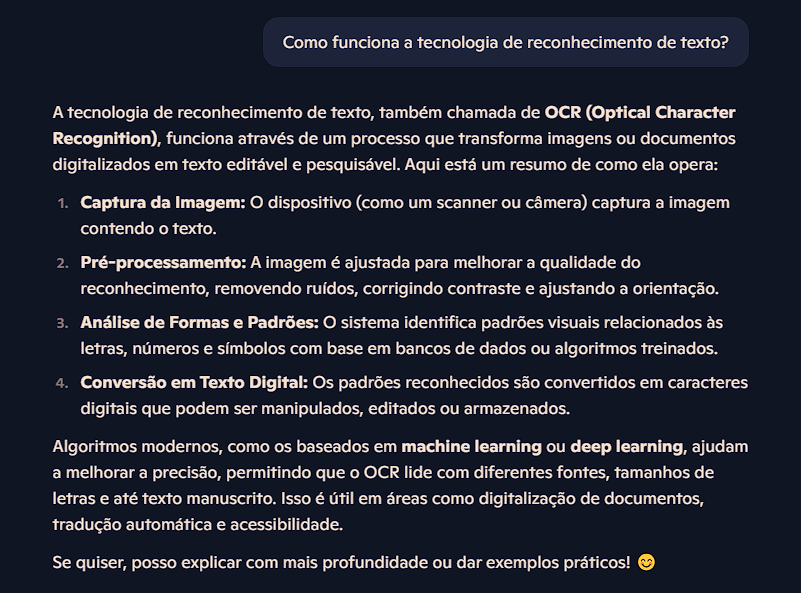 Como funciona a tecnologia de reconhecimento de texto?
A tecnologia de reconhecimento de texto, também chamada de OCR (Optical Character
Recognition), funciona através de um processo que transforma imagens ou documentos
digitalizados em texto editável e pesquisável. Aqui está um resumo de como ela opera:
1. Captura da Imagem: O dispositivo (como um scanner ou câmera) captura a imagem
contendo o texto.
2. Pré-processamento: A imagem é ajustada para melhorar a qualidade do
reconhecimento, removendo ruídos, corrigindo contraste e ajustando a orientação.
3. Análise de Formas e Padrões: O sistema identifica padrões visuais relacionados às
letras, números e símbolos com base em bancos de dados ou algoritmos treinados.
4. Conversão em Texto Digital: Os padrões reconhecidos são convertidos em caracteres
digitais que podem ser manipulados, editados ou armazenados.
Algoritmos modernos, como os baseados em machine learning ou deep learning, ajudam
a melhorar a precisão, permitindo que o OCR lide com diferentes fontes, tamanhos de
letras e até texto manuscrito. Isso é útil em áreas como digitalização de documentos,
tradução automática e acessibilidade.
Se quiser, posso explicar com mais profundidade ou dar exemplos práticos! 😊